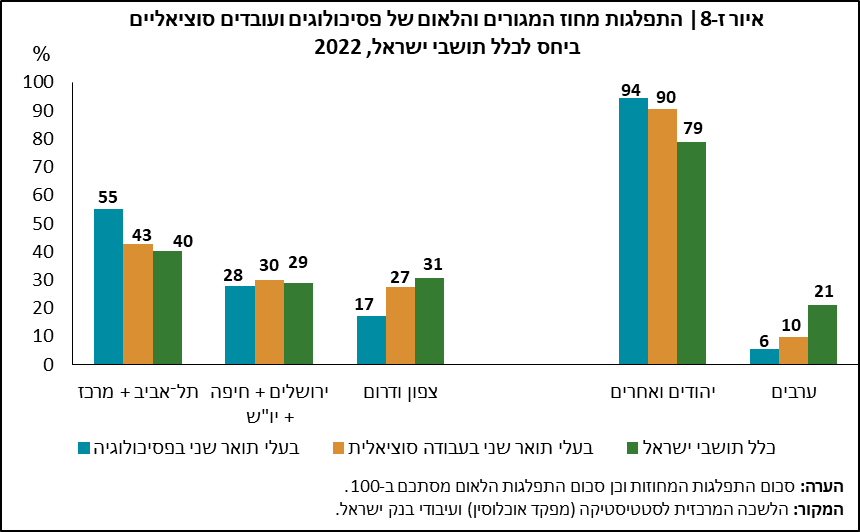 איור ז-8| התפלגות מחוז המגורים והלאום של פסיכולוגים ועובדים סוציאליים
ביחס לכלל תושבי ישראל, 2022
%
100
90
80
70
60
50
40
30
20
10
0
55
43
40
28
30
29
17
27
31
94
90
79
6
10
21
תל-אביב + מרכז
ירושלים + חיפה
+ יו"ש
צפון ודרום
יהודים ואחרים
ערבים
בעלי תואר שני בפסיכולוגיה
בעלי תואר שני בעבודה סוציאלית
כלל תושבי ישראל
הערה: סכום התפלגות המחוזות וכן סכום התפלגות הלאום מסתכם ב-100.
המקור: הלשכה המרכזית לסטטיסטיקה (מפקד אוכלוסין) ועיבודי בנק ישראל.